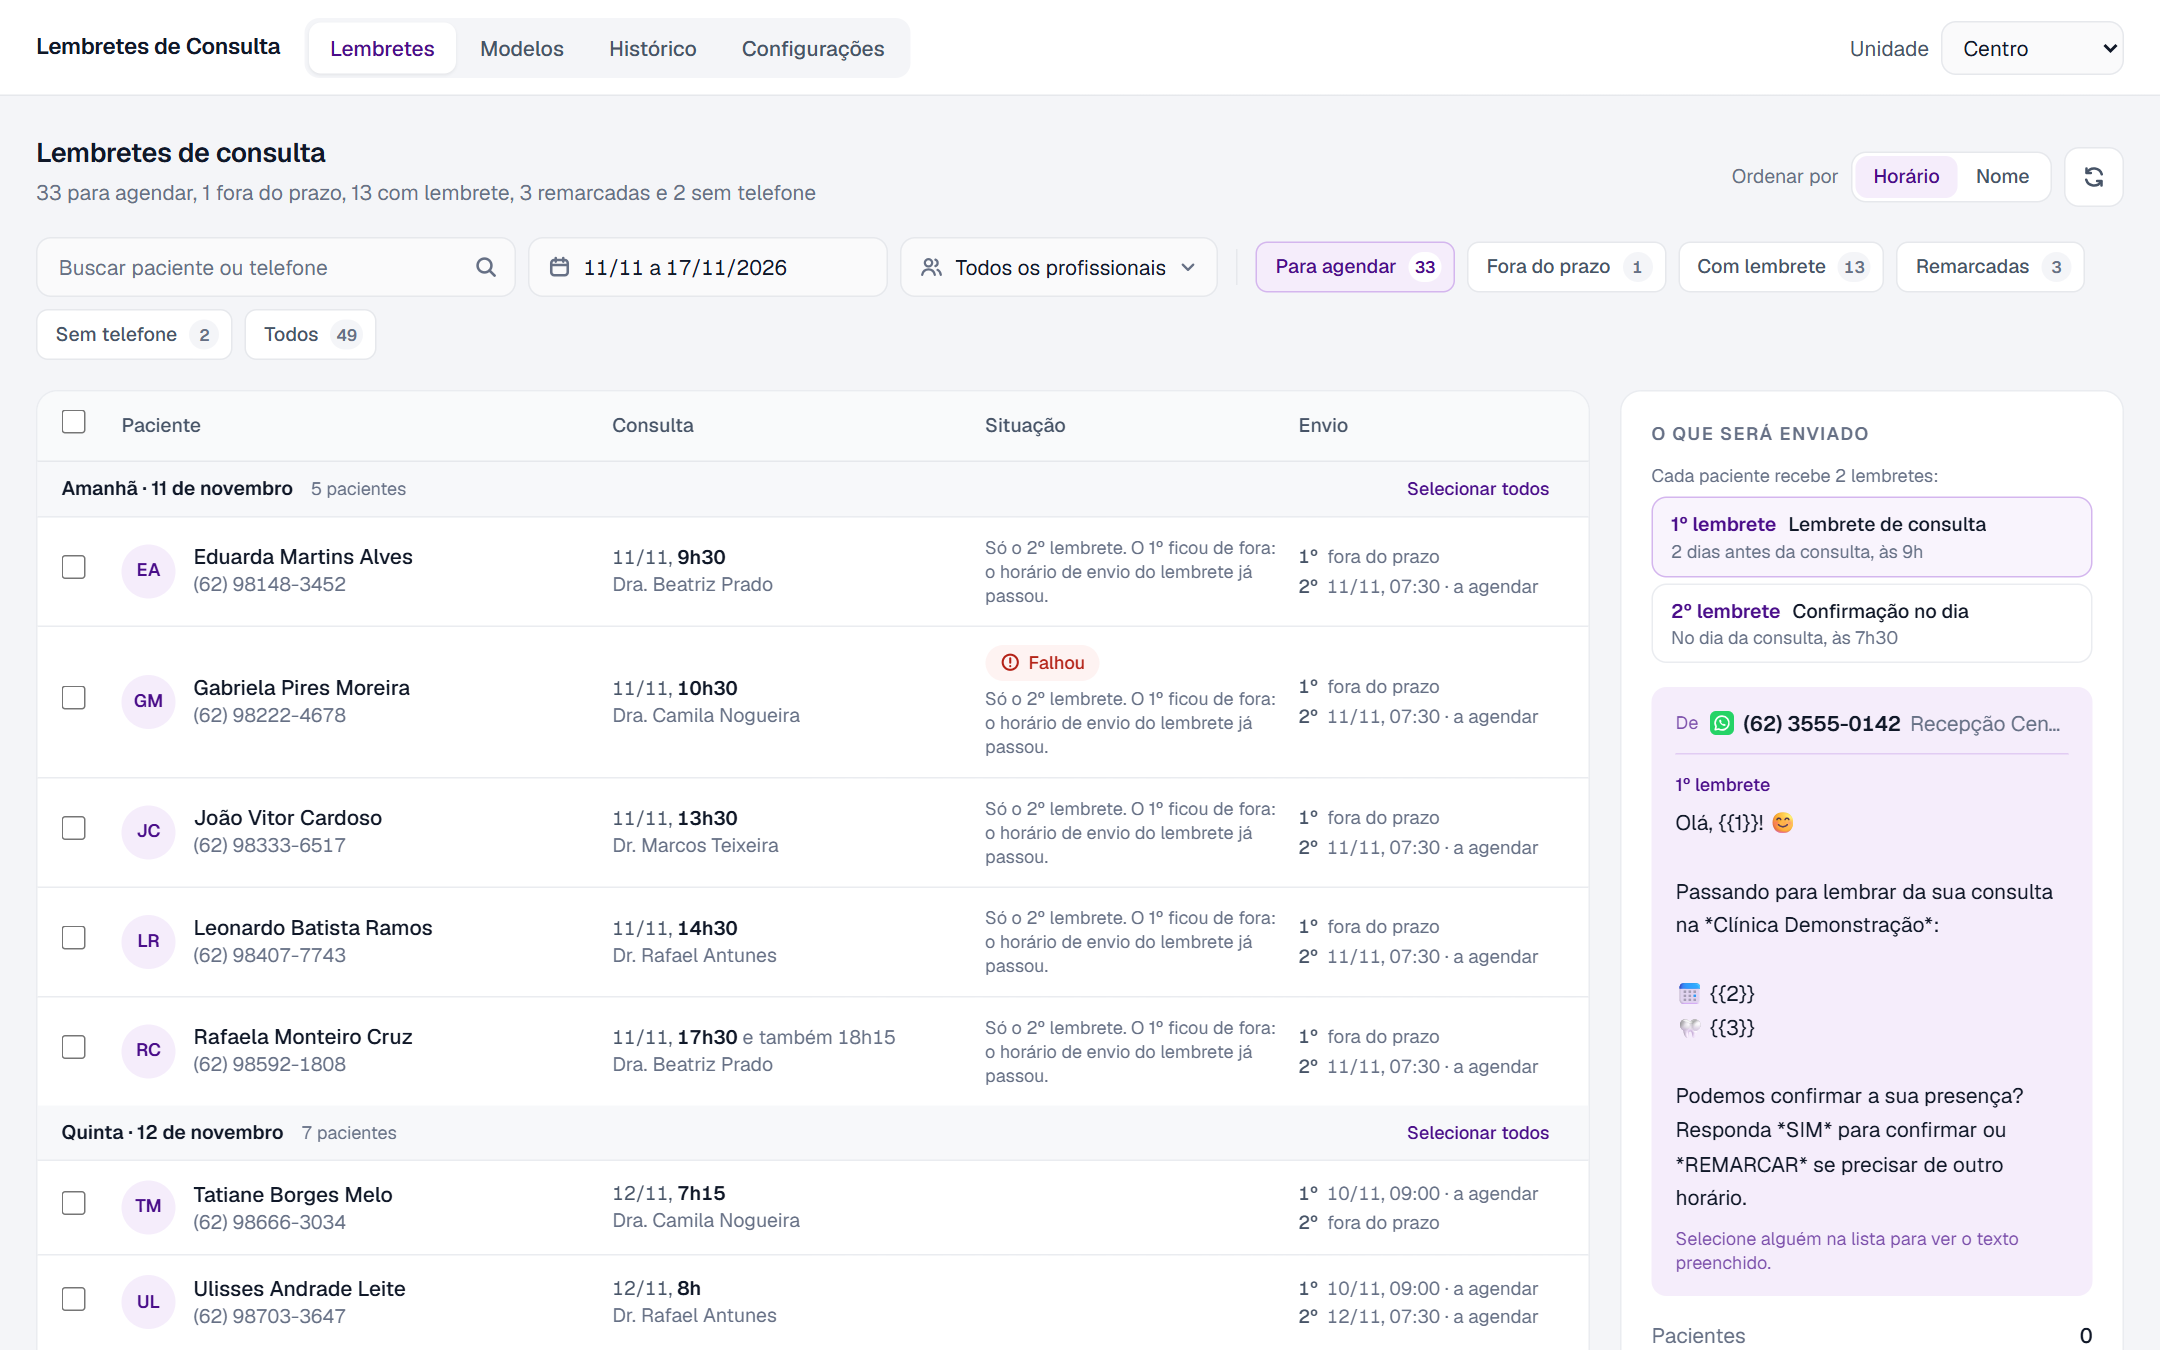 Lembretes de Consulta
Lembretes
Modelos
Histórico
Configurações
Unidade
Centro
Lembretes de consulta
33 para agendar, 1 fora do prazo, 13 com lembrete, 3 remarcadas e 2 sem telefone
Ordenar por
Horário
Nome
Buscar paciente ou telefone
11/11 a 17/11/2026
Todos os profissionais
Para agendar 33
Fora do prazo 1
Com lembrete 13
Remarcadas 3
Sem telefone 2
Todos 49
Paciente
Consulta
Situação
Envio
Amanhã · 11 de novembro 5 pacientes
Selecionar todos
EA
Eduarda Martins Alves
(62) 98148-3452
11/11, 9h30
Dra. Beatriz Prado
Só o 2º lembrete. O 1º ficou de fora:
o horário de envio do lembrete já
passou.
1º fora do prazo
2º 11/11, 07:30 · a agendar
GM
Gabriela Pires Moreira
(62) 98222-4678
11/11, 10h30
Dra. Camila Nogueira
Falhou
Só o 2º lembrete. O 1º ficou de fora:
o horário de envio do lembrete já
passou.
1º fora do prazo
2º 11/11, 07:30 · a agendar
JC
João Vitor Cardoso
(62) 98333-6517
11/11, 13h30
Dr. Marcos Teixeira
Só o 2º lembrete. O 1º ficou de fora:
o horário de envio do lembrete já
passou.
1º fora do prazo
2º 11/11, 07:30 · a agendar
LR
Leonardo Batista Ramos
(62) 98407-7743
11/11, 14h30
Dr. Rafael Antunes
Só o 2º lembrete. O 1º ficou de fora:
o horário de envio do lembrete já
passou.
1º fora do prazo
2º 11/11, 07:30 · a agendar
RC
Rafaela Monteiro Cruz
(62) 98592-1808
11/11, 17h30 e também 18h15
Dra. Beatriz Prado
Só o 2º lembrete. O 1º ficou de fora:
o horário de envio do lembrete já
passou.
1º fora do prazo
2º 11/11, 07:30 · a agendar
Quinta · 12 de novembro 7 pacientes
Selecionar todos
TM
Tatiane Borges Melo
(62) 98666-3034
12/11, 7h15
Dra. Camila Nogueira
1º 10/11, 09:00 · a agendar
2º fora do prazo
UL
Ulisses Andrade Leite
(62) 98703-3647
12/11, 8h
Dr. Rafael Antunes
1º 10/11, 09:00 · a agendar
2º 12/11, 07:30 · a agendar
O QUE SERÁ ENVIADO
Cada paciente recebe 2 lembretes:
1º lembrete Lembrete de consulta
2 dias antes da consulta, às 9h
2º lembrete Confirmação no dia
No dia da consulta, às 7h30
De (62) 3555-0142 Recepção Cen...
1º lembrete
Olá, {{1}}! 😊
Passando para lembrar da sua consulta
na *Clínica Demonstração*:
🗓 {{2}}
🦷 {{3}}
Podemos confirmar a sua presença?
Responda *SIM* para confirmar ou
*REMARCAR* se precisar de outro
horário.
Selecione alguém na lista para ver o texto
preenchido.
Pacientes 0